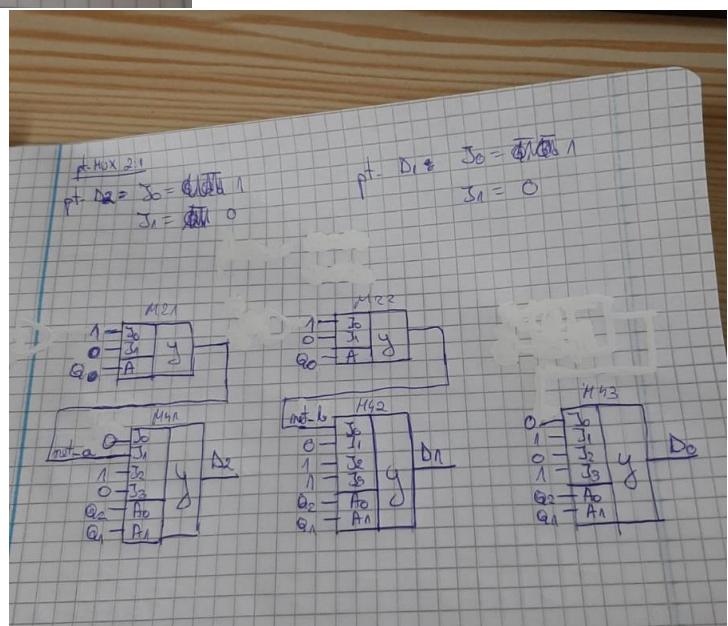 pt. MUX 2:1
pt. D2 = J0 = 1
J1 = 0
pt. D1 : J0 = 1
J1 = 0
M21
1 J0
0 J1 y
Q0 A
M22
1 J0
0 J1 y
Q0 A
M41
0 J0
mot_a J1
1 J2 y D2
0 J3
Q2 A0
Q1 A1
M42
mot_b J0
0 J1
1 J2 y D1
1 J3
Q2 A0
Q1 A1
M43
0 J0
1 J1
0 J2 y D0
1 J3
Q2 A0
Q1 A1